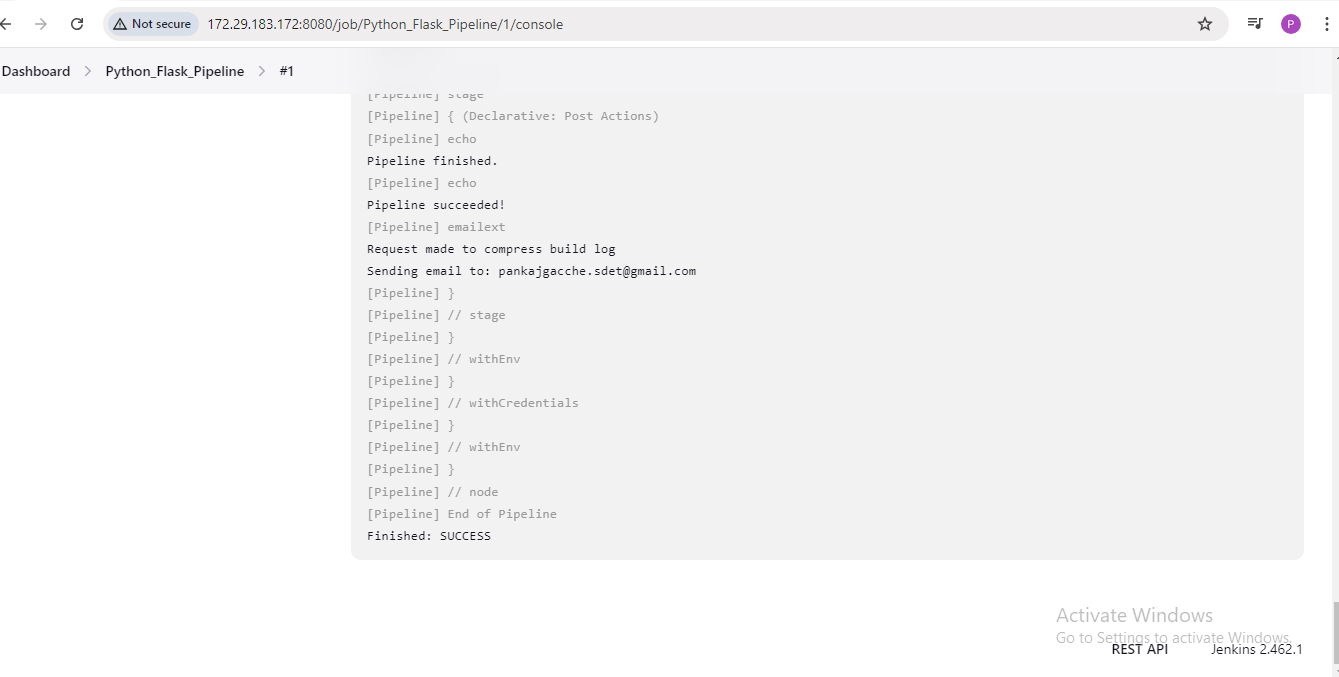 Not secure 172.29.183.172:8080/job/Python_Flask_Pipeline/1/console P
Dashboard > Python_Flask_Pipeline > #1
[Pipeline] stage
[Pipeline] { (Declarative: Post Actions)
[Pipeline] echo
Pipeline finished.
[Pipeline] echo
Pipeline succeeded!
[Pipeline] emailext
Request made to compress build log
Sending email to: pankajgacche.sdet@gmail.com
[Pipeline] }
[Pipeline] // stage
[Pipeline] }
[Pipeline] // withEnv
[Pipeline] }
[Pipeline] // withCredentials
[Pipeline] }
[Pipeline] // withEnv
[Pipeline] }
[Pipeline] // node
[Pipeline] End of Pipeline
Finished: SUCCESS
Activate Windows
Go to Settings to activate Windows.
REST API Jenkins 2.462.1